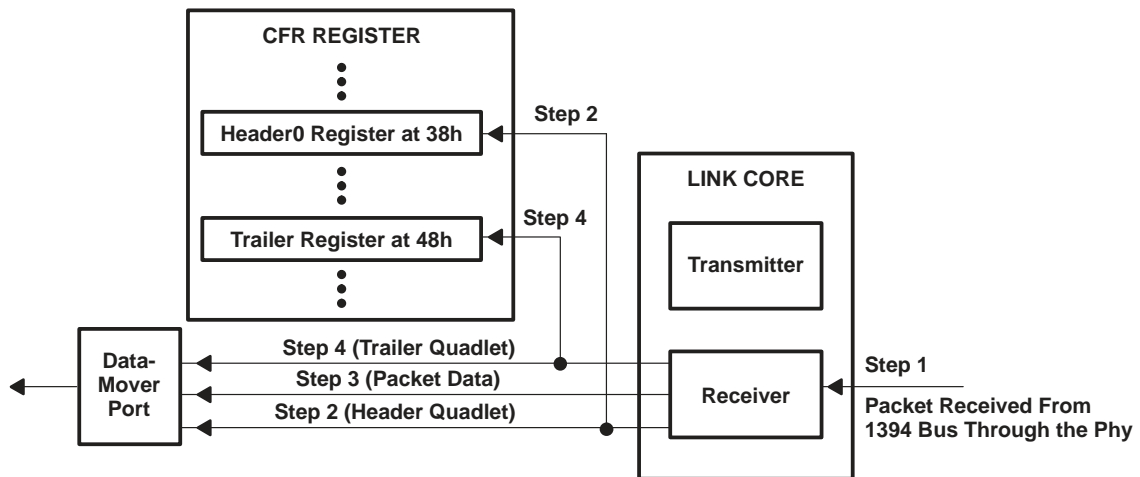 CFR REGISTER
Header0 Register at 38h
Step 2
LINK CORE
Step 4
Trailer Register at 48h
Transmitter
Data-
Mover
Port
Step 4 (Trailer Quadlet)
Step 3 (Packet Data)
Step 2 (Header Quadlet)
Receiver
Step 1
Packet Received From
1394 Bus Through the Phy